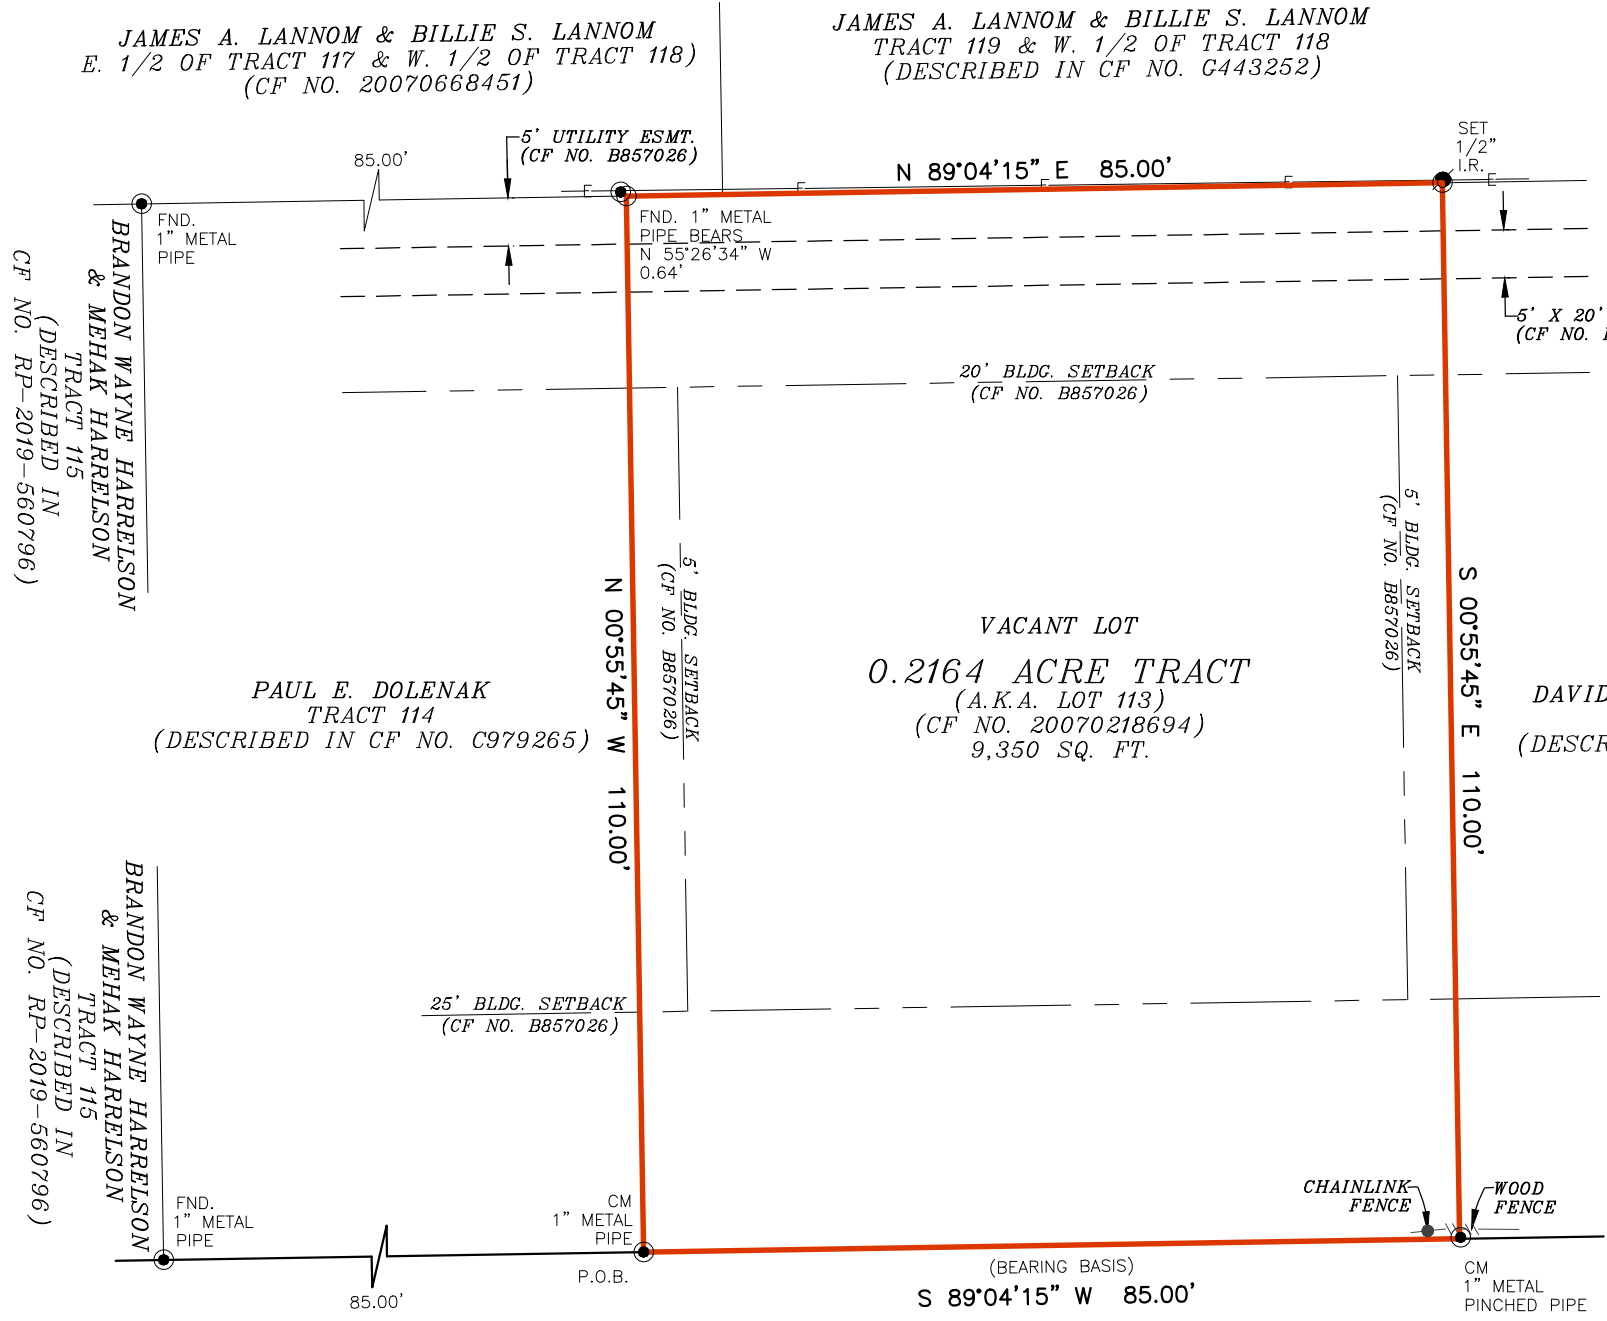 JAMES A. LANNOM & BILLIE S. LANNOM
E. 1/2 OF TRACT 117 & W. 1/2 OF TRACT 118)
(CF NO. 20070668451)
JAMES A. LANNOM & BILLIE S. LANNOM
TRACT 119 & W. 1/2 OF TRACT 118
(DESCRIBED IN CF NO. G443252)
5' UTILITY ESMT.
(CF NO. B857026)
85.00'
SET
1/2"
I.R.
N 89°04'15" E 85.00'
E
E
E
E
E
FND.
1" METAL
PIPE
FND. 1" METAL
PIPE BEARS
N 55°26'34" W
0.64'
5' X 20'
(CF NO.
BRANDON WAYNE HARRELSON
& MEHAK HARRELSON
TRACT 115
(DESCRIBED IN
CF NO. RP-2019-560796)
20' BLDG. SETBACK
(CF NO. B857026)
5' BLDG. SETBACK
(CF NO. B857026)
5' BLDG. SETBACK
(CF NO. B857026)
N 00°55'45" W 110.00'
S 00°55'45" E 110.00'
VACANT LOT
0.2164 ACRE TRACT
(A.K.A. LOT 113)
(CF NO. 20070218694)
9,350 SQ. FT.
PAUL E. DOLENAK
TRACT 114
(DESCRIBED IN CF NO. C979265)
DAVID
(DESCR
BRANDON WAYNE HARRELSON
& MEHAK HARRELSON
TRACT 115
(DESCRIBED IN
CF NO. RP-2019-560796)
25' BLDG. SETBACK
(CF NO. B857026)
FND.
1" METAL
PIPE
CM
1" METAL
PIPE
CHAINLINK
FENCE
WOOD
FENCE
P.O.B.
85.00'
(BEARING BASIS)
S 89°04'15" W 85.00'
CM
1" METAL
PINCHED PIPE